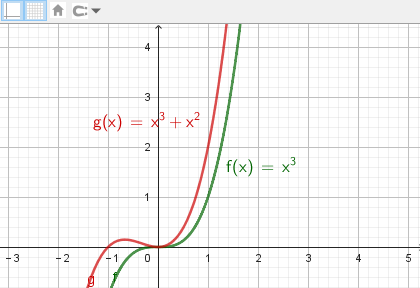 4
3
g(x) = x³ + x²
2
f(x) = x³
1
−3 −2 −1 0 1 2 3 4 5
g f